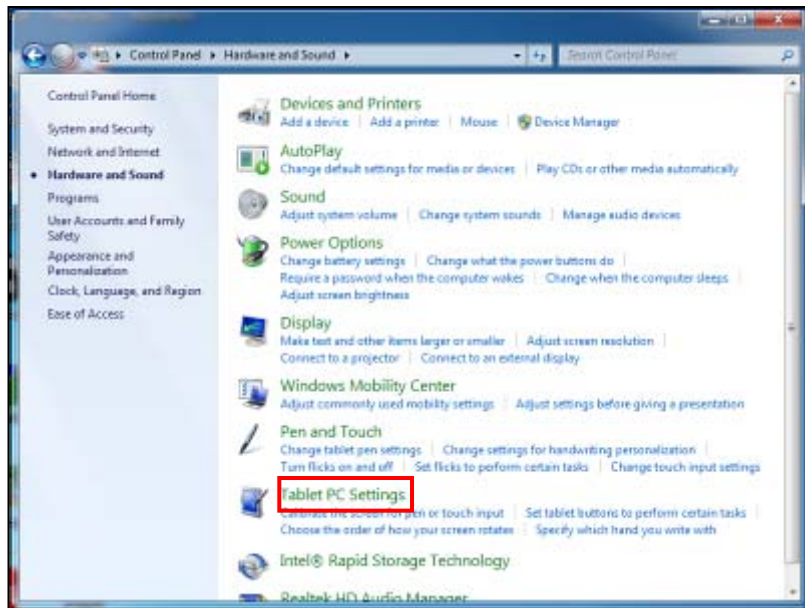 Control Panel Hardware and Sound Search Control Panel
Control Panel Home
System and Security
Network and Internet
Hardware and Sound
Programs
User Accounts and Family
Safety
Appearance and
Personalization
Clock, Language, and Region
Ease of Access
Devices and Printers
Add a device Add a printer Mouse Device Manager
AutoPlay
Change default settings for media or devices Play CDs or other media automatically
Sound
Adjust system volume Change system sounds Manage audio devices
Power Options
Change battery settings Change what the power buttons do
Require a password when the computer wakes Change when the computer sleeps
Adjust screen brightness
Display
Make text and other items larger or smaller Adjust screen resolution
Connect to a projector Connect to an external display
Windows Mobility Center
Adjust commonly used mobility settings Adjust settings before giving a presentation
Pen and Touch
Change tablet pen settings Change settings for handwriting personalization
Turn flicks on and off Set flicks to perform certain tasks Change touch input settings
Tablet PC Settings
Calibrate the screen for pen or touch input Set tablet buttons to perform certain tasks
Choose the order of how your screen rotates Specify which hand you write with
Intel® Rapid Storage Technology
Realtek HD Audio Manager